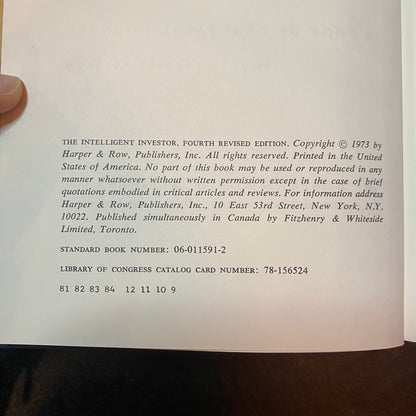 THE INTELLIGENT INVESTOR. FOURTH REVISED EDITION. Copyright © 1973 by
Harper & Row, Publishers, Inc. All rights reserved. Printed in the United
States of America. No part of this book may be used or reproduced in any
manner whatsoever without written permission except in the case of brief
quotations embodied in critical articles and reviews. For information address
Harper & Row, Publishers, Inc., 10 East 53rd Street, New York, N.Y.
10022. Published simultaneously in Canada by Fitzhenry & Whiteside
Limited, Toronto.
STANDARD BOOK NUMBER: 06-011591-2
LIBRARY OF CONGRESS CATALOG CARD NUMBER: 78-156524
81 82 83 84 12 11 10 9